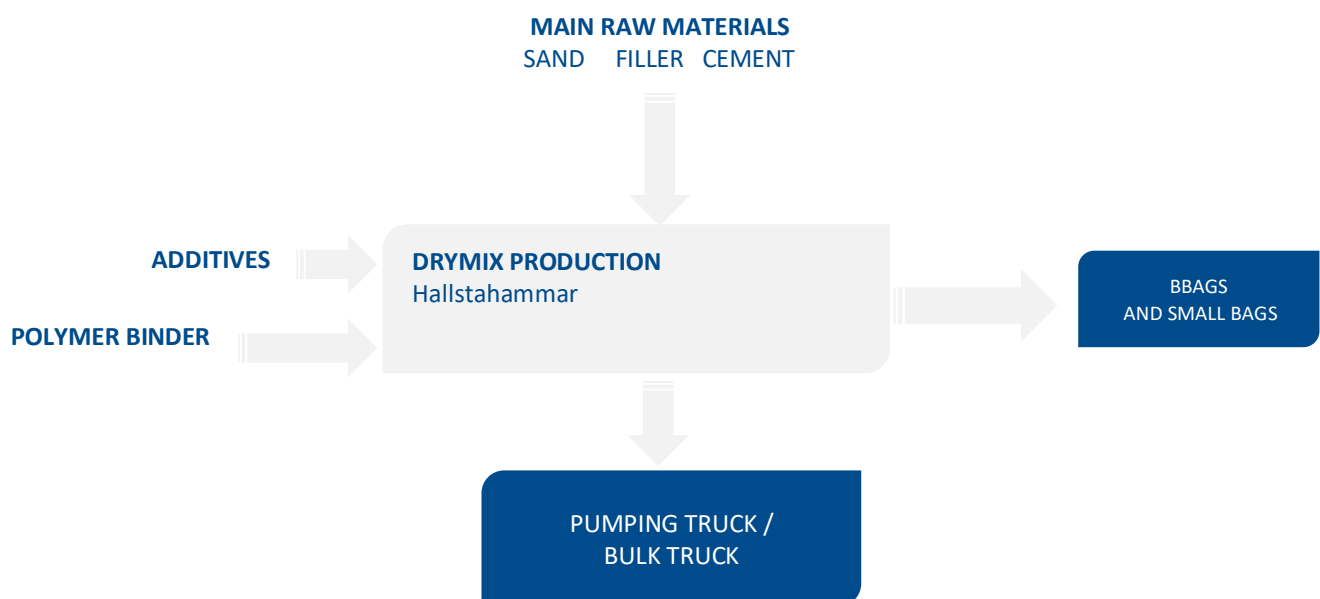 MAIN RAW MATERIALS
SAND FILLER CEMENT
ADDITIVES
POLYMER BINDER
DRYMIX PRODUCTION
Hallstahammar
BBAGS
AND SMALL BAGS
PUMPING TRUCK /
BULK TRUCK